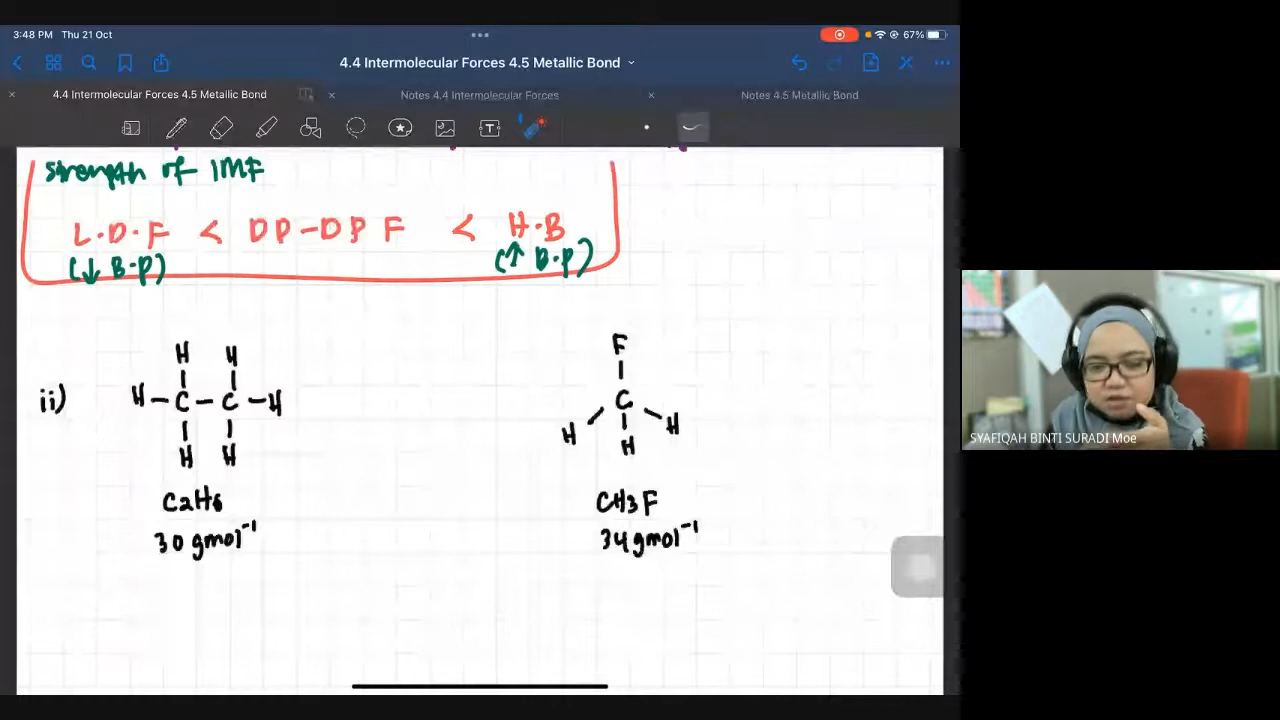 3:48 PM Thu 21 Oct
67%
4.4 Intermolecular Forces 4.5 Metallic Bond
4.4 Intermolecular Forces 4.5 Metallic Bond
Notes 4.4 Intermolecular Forces
Notes 4.5 Metallic Bond
strength of IMF
L.D.F < DP-DP F < H.B
(↓ B.p) (↑ B.p)
ii)
H H
H-C-C-H
H H
C2H6
30 gmol⁻¹
F
C
H H
H
CH3F
34gmol⁻¹
SYAFIQAH BINTI SURADI Moe